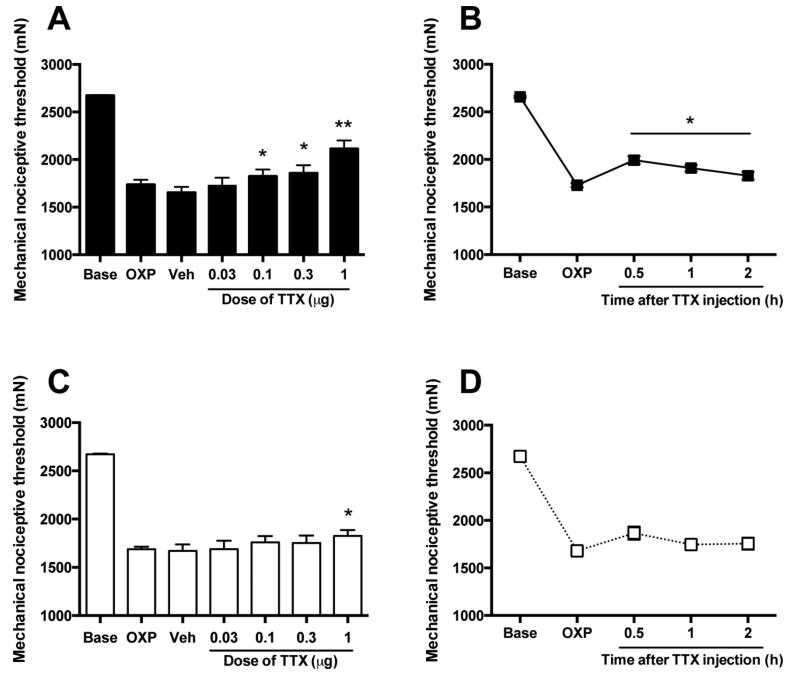 A
Mechanical nociceptive threshold (mN)
3000
2500
2000
1500
1000
*
*
**
Base OXP Veh 0.03 0.1 0.3 1
Dose of TTX (μg)
B
Mechanical nociceptive threshold (mN)
3000
2500
2000
1500
1000
*
Base OXP 0.5 1 2
Time after TTX injection (h)
C
Mechanical nociceptive threshold (mN)
3000
2500
2000
1500
1000
*
Base OXP Veh 0.03 0.1 0.3 1
Dose of TTX (μg)
D
Mechanical nociceptive threshold (mN)
3000
2500
2000
1500
1000
Base OXP 0.5 1 2
Time after TTX injection (h)